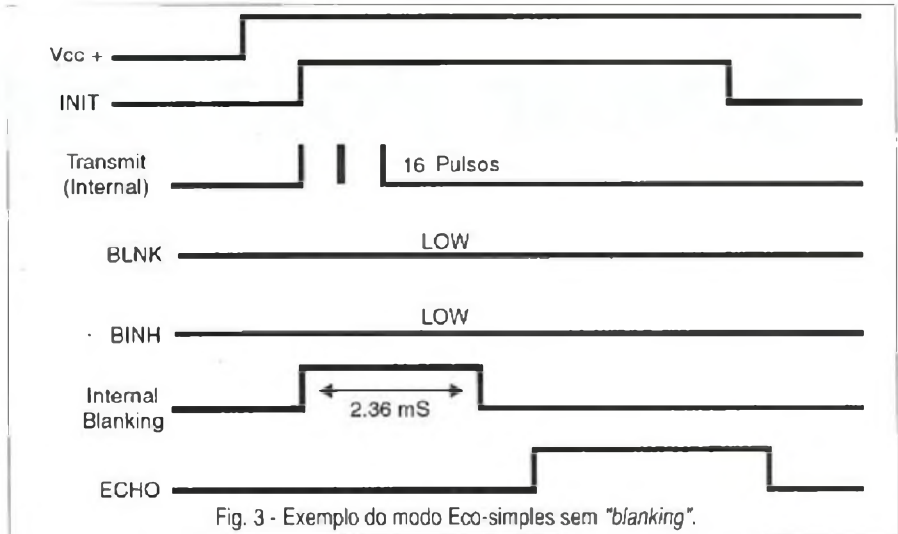 Vcc +
INIT
Transmit
(Internal)
16 Pulsos
BLNK
LOW
BINH
LOW
Internal
Blanking
2.36 mS
ECHO
Fig. 3 - Exemplo do modo Eco-simples sem "blanking".